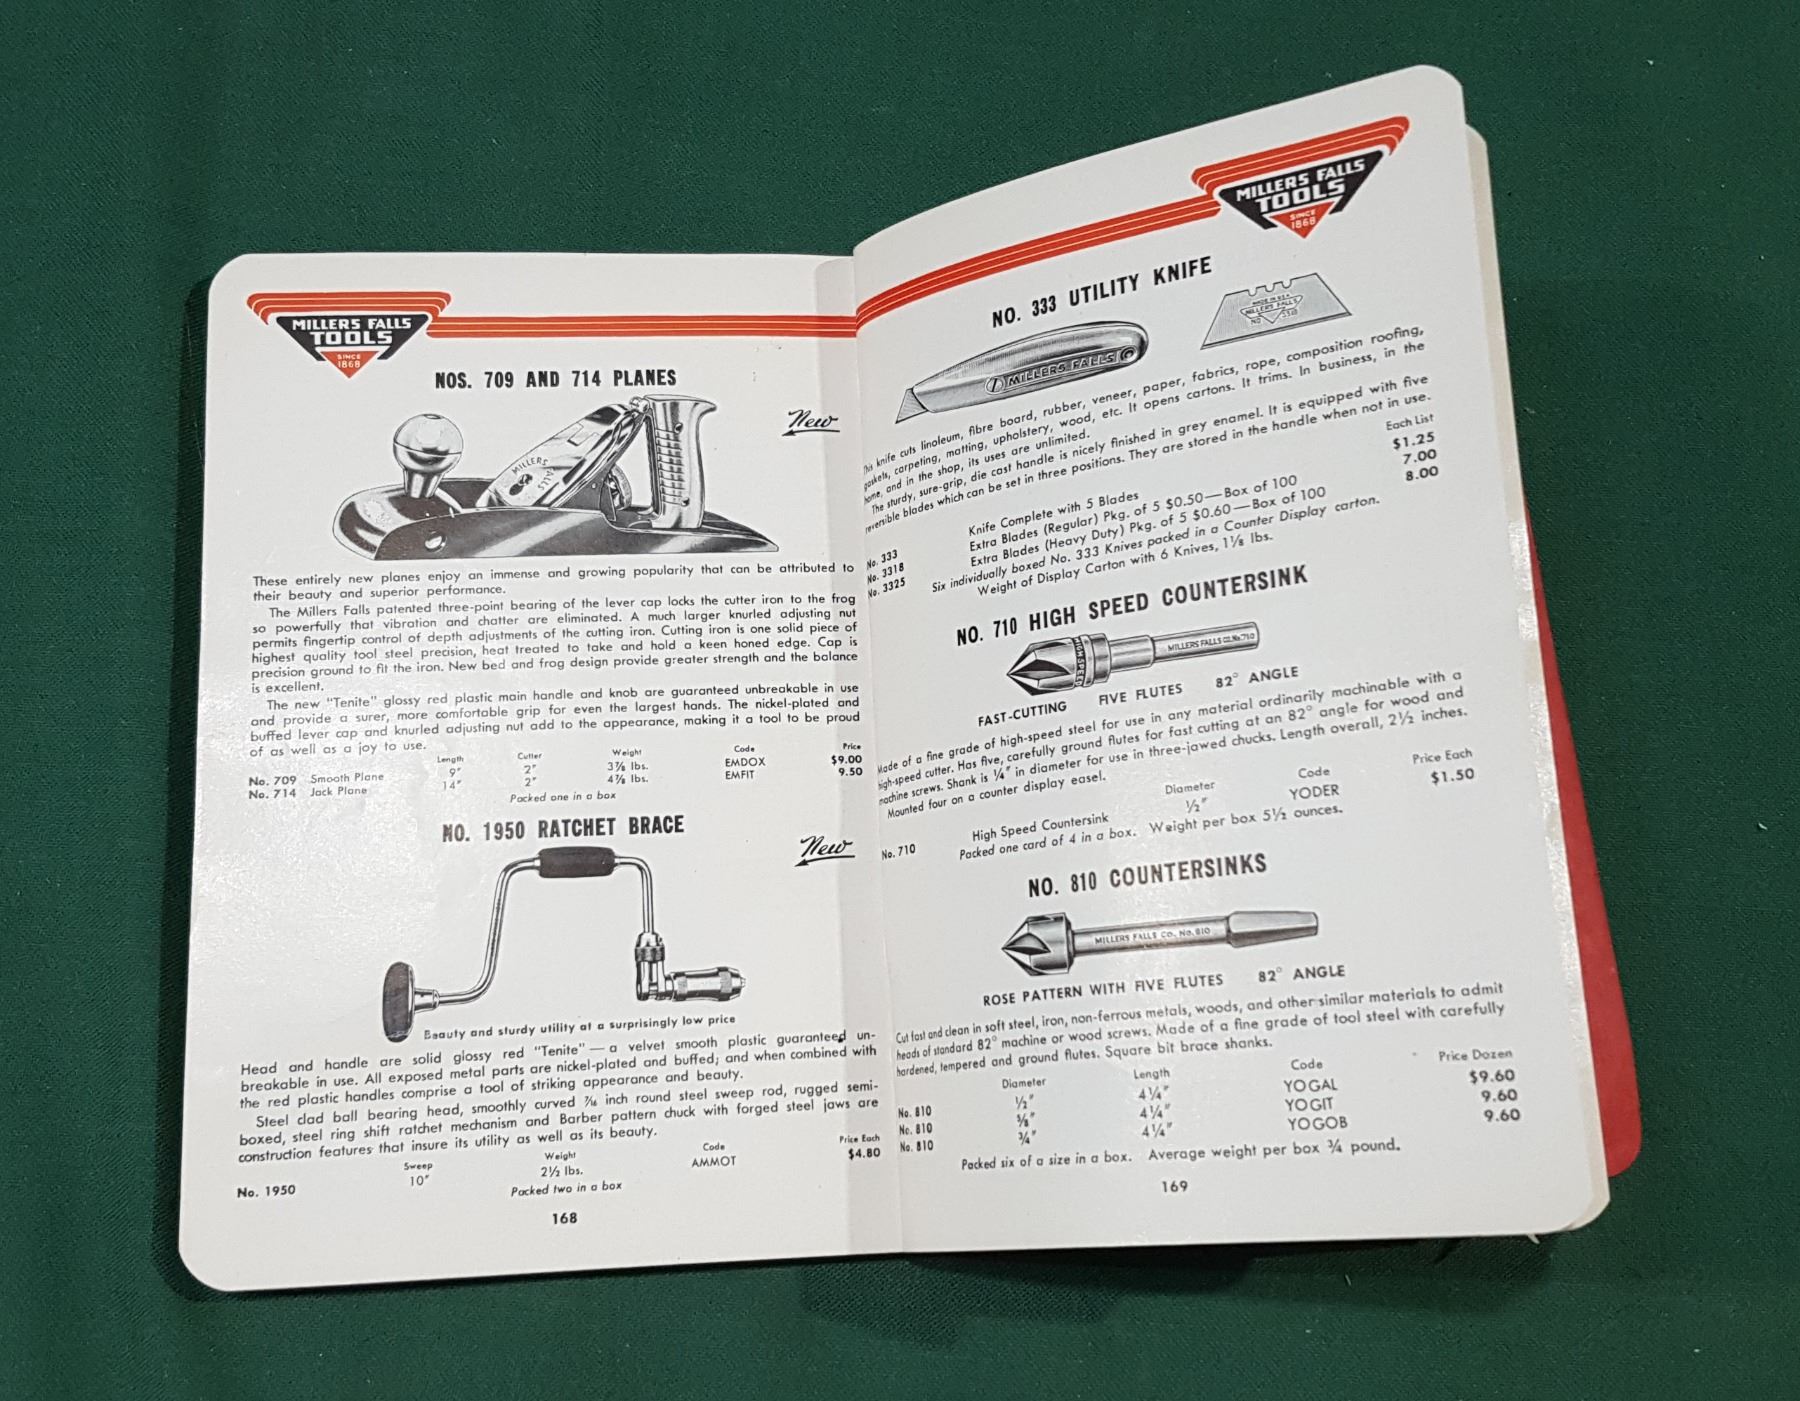 MILLERS FALLS
TOOLS
SINCE
1868
NOS. 709 AND 714 PLANES
New
MILLERS
FALLS
These entirely new planes enjoy an immense and growing popularity that can be attributed to
their beauty and superior performance.
The Millers Falls patented three-point bearing of the lever cap locks the cutter iron to the frog
so powerfully that vibration and chatter are eliminated. A much larger knurled adjusting nut
permits fingertip control of depth adjustments of the cutting iron. Cutting iron is one solid piece of
highest quality tool steel precision, heat treated to take and hold a keen honed edge. Cap is
precision ground to fit the iron. New bed and frog design provide greater strength and the balance
is excellent.
The new "Tenite" glossy red plastic main handle and knob are guaranteed unbreakable in use
and provide a surer, more comfortable grip for even the largest hands. The nickel-plated and
buffed lever cap and knurled adjusting nut add to the appearance, making it a tool to be proud
of as well as a joy to use.
Length Cutter Weight Code Price
No. 709 Smooth Plane 9" 2" 3⅞ lbs. EMDOX $9.00
No. 714 Jack Plane 14" 2" 4⅞ lbs. EMFIT 9.50
Packed one in a box
NO. 1950 RATCHET BRACE
New
Beauty and sturdy utility at a surprisingly low price
Head and handle are solid glossy red "Tenite" — a velvet smooth plastic guaranteed un-
breakable in use. All exposed metal parts are nickel-plated and buffed; and when combined with
the red plastic handles comprise a tool of striking appearance and beauty.
Steel clad ball bearing head, smoothly curved 7/16 inch round steel sweep rod, rugged semi-
boxed, steel ring shift ratchet mechanism and Barber pattern chuck with forged steel jaws are
construction features that insure its utility as well as its beauty.
Sweep Weight Code Price Each
No. 1950 10" 2½ lbs. AMMOT $4.80
Packed two in a box
168
MILLERS FALLS
TOOLS
SINCE
1868
NO. 333 UTILITY KNIFE
MADE IN U.S.A.
MILLERS FALLS
NO
MILLERS FALLS
This knife cuts linoleum, fibre board, rubber, veneer, paper, fabrics, rope, composition roofing,
gaskets, carpeting, matting, upholstery, wood, etc. It opens cartons. It trims. In business, in the
home, and in the shop, its uses are unlimited.
The sturdy, sure-grip, die cast handle is nicely finished in grey enamel. It is equipped with five
reversible blades which can be set in three positions. They are stored in the handle when not in use.
Each List
No. 333 Knife Complete with 5 Blades $1.25
No. 3318 Extra Blades (Regular) Pkg. of 5 $0.50—Box of 100 7.00
No. 3325 Extra Blades (Heavy Duty) Pkg. of 5 $0.60—Box of 100 8.00
Six individually boxed No. 333 Knives packed in a Counter Display carton.
Weight of Display Carton with 6 Knives, 1⅛ lbs.
NO. 710 HIGH SPEED COUNTERSINK
HIGH SPEED
MILLERS FALLS CO. No. 710
FAST-CUTTING FIVE FLUTES 82° ANGLE
Made of a fine grade of high-speed steel for use in any material ordinarily machinable with a
high-speed cutter. Has five, carefully ground flutes for fast cutting at an 82° angle for wood and
machine screws. Shank is ¼" in diameter for use in three-jawed chucks. Length overall, 2½ inches.
Mounted four on a counter display easel.
Diameter Code Price Each
No. 710 High Speed Countersink ½" YODER $1.50
Packed one card of 4 in a box. Weight per box 5½ ounces.
NO. 810 COUNTERSINKS
MILLERS FALLS CO. No. 810
ROSE PATTERN WITH FIVE FLUTES 82° ANGLE
Cut fast and clean in soft steel, iron, non-ferrous metals, woods, and other similar materials to admit
heads of standard 82° machine or wood screws. Made of a fine grade of tool steel with carefully
hardened, tempered and ground flutes. Square bit brace shanks.
Diameter Length Code Price Dozen
No. 810 ½" 4¼" YOGAL $9.60
No. 810 ⅝" 4¼" YOGIT 9.60
No. 810 ¾" 4¼" YOGOB 9.60
Packed six of a size in a box. Average weight per box ¾ pound.
169